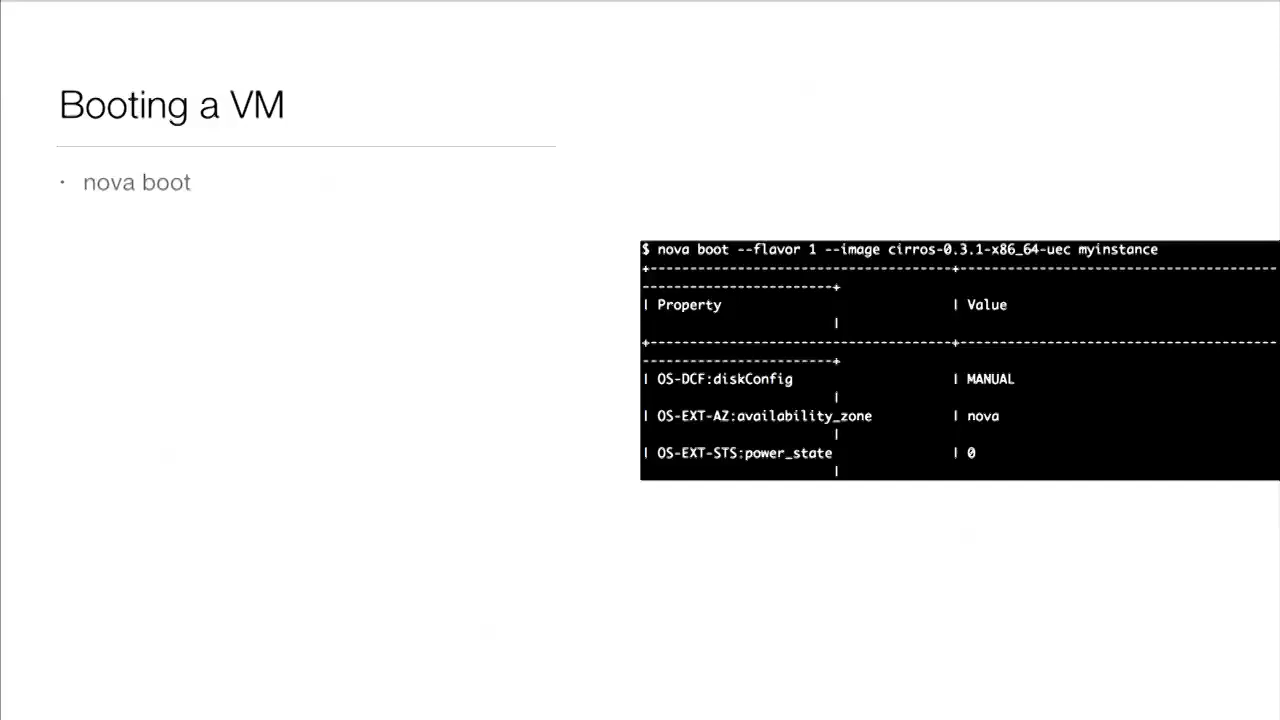 Booting a VM
· nova boot
$ nova boot --flavor 1 --image cirros-0.3.1-x86_64-uec myinstance
+--------------------------------------+---------------------------------------
------------------------+
| Property                             | Value
                        |
+--------------------------------------+---------------------------------------
------------------------+
| OS-DCF:diskConfig                    | MANUAL
                        |
| OS-EXT-AZ:availability_zone          | nova
                        |
| OS-EXT-STS:power_state               | 0
                        |